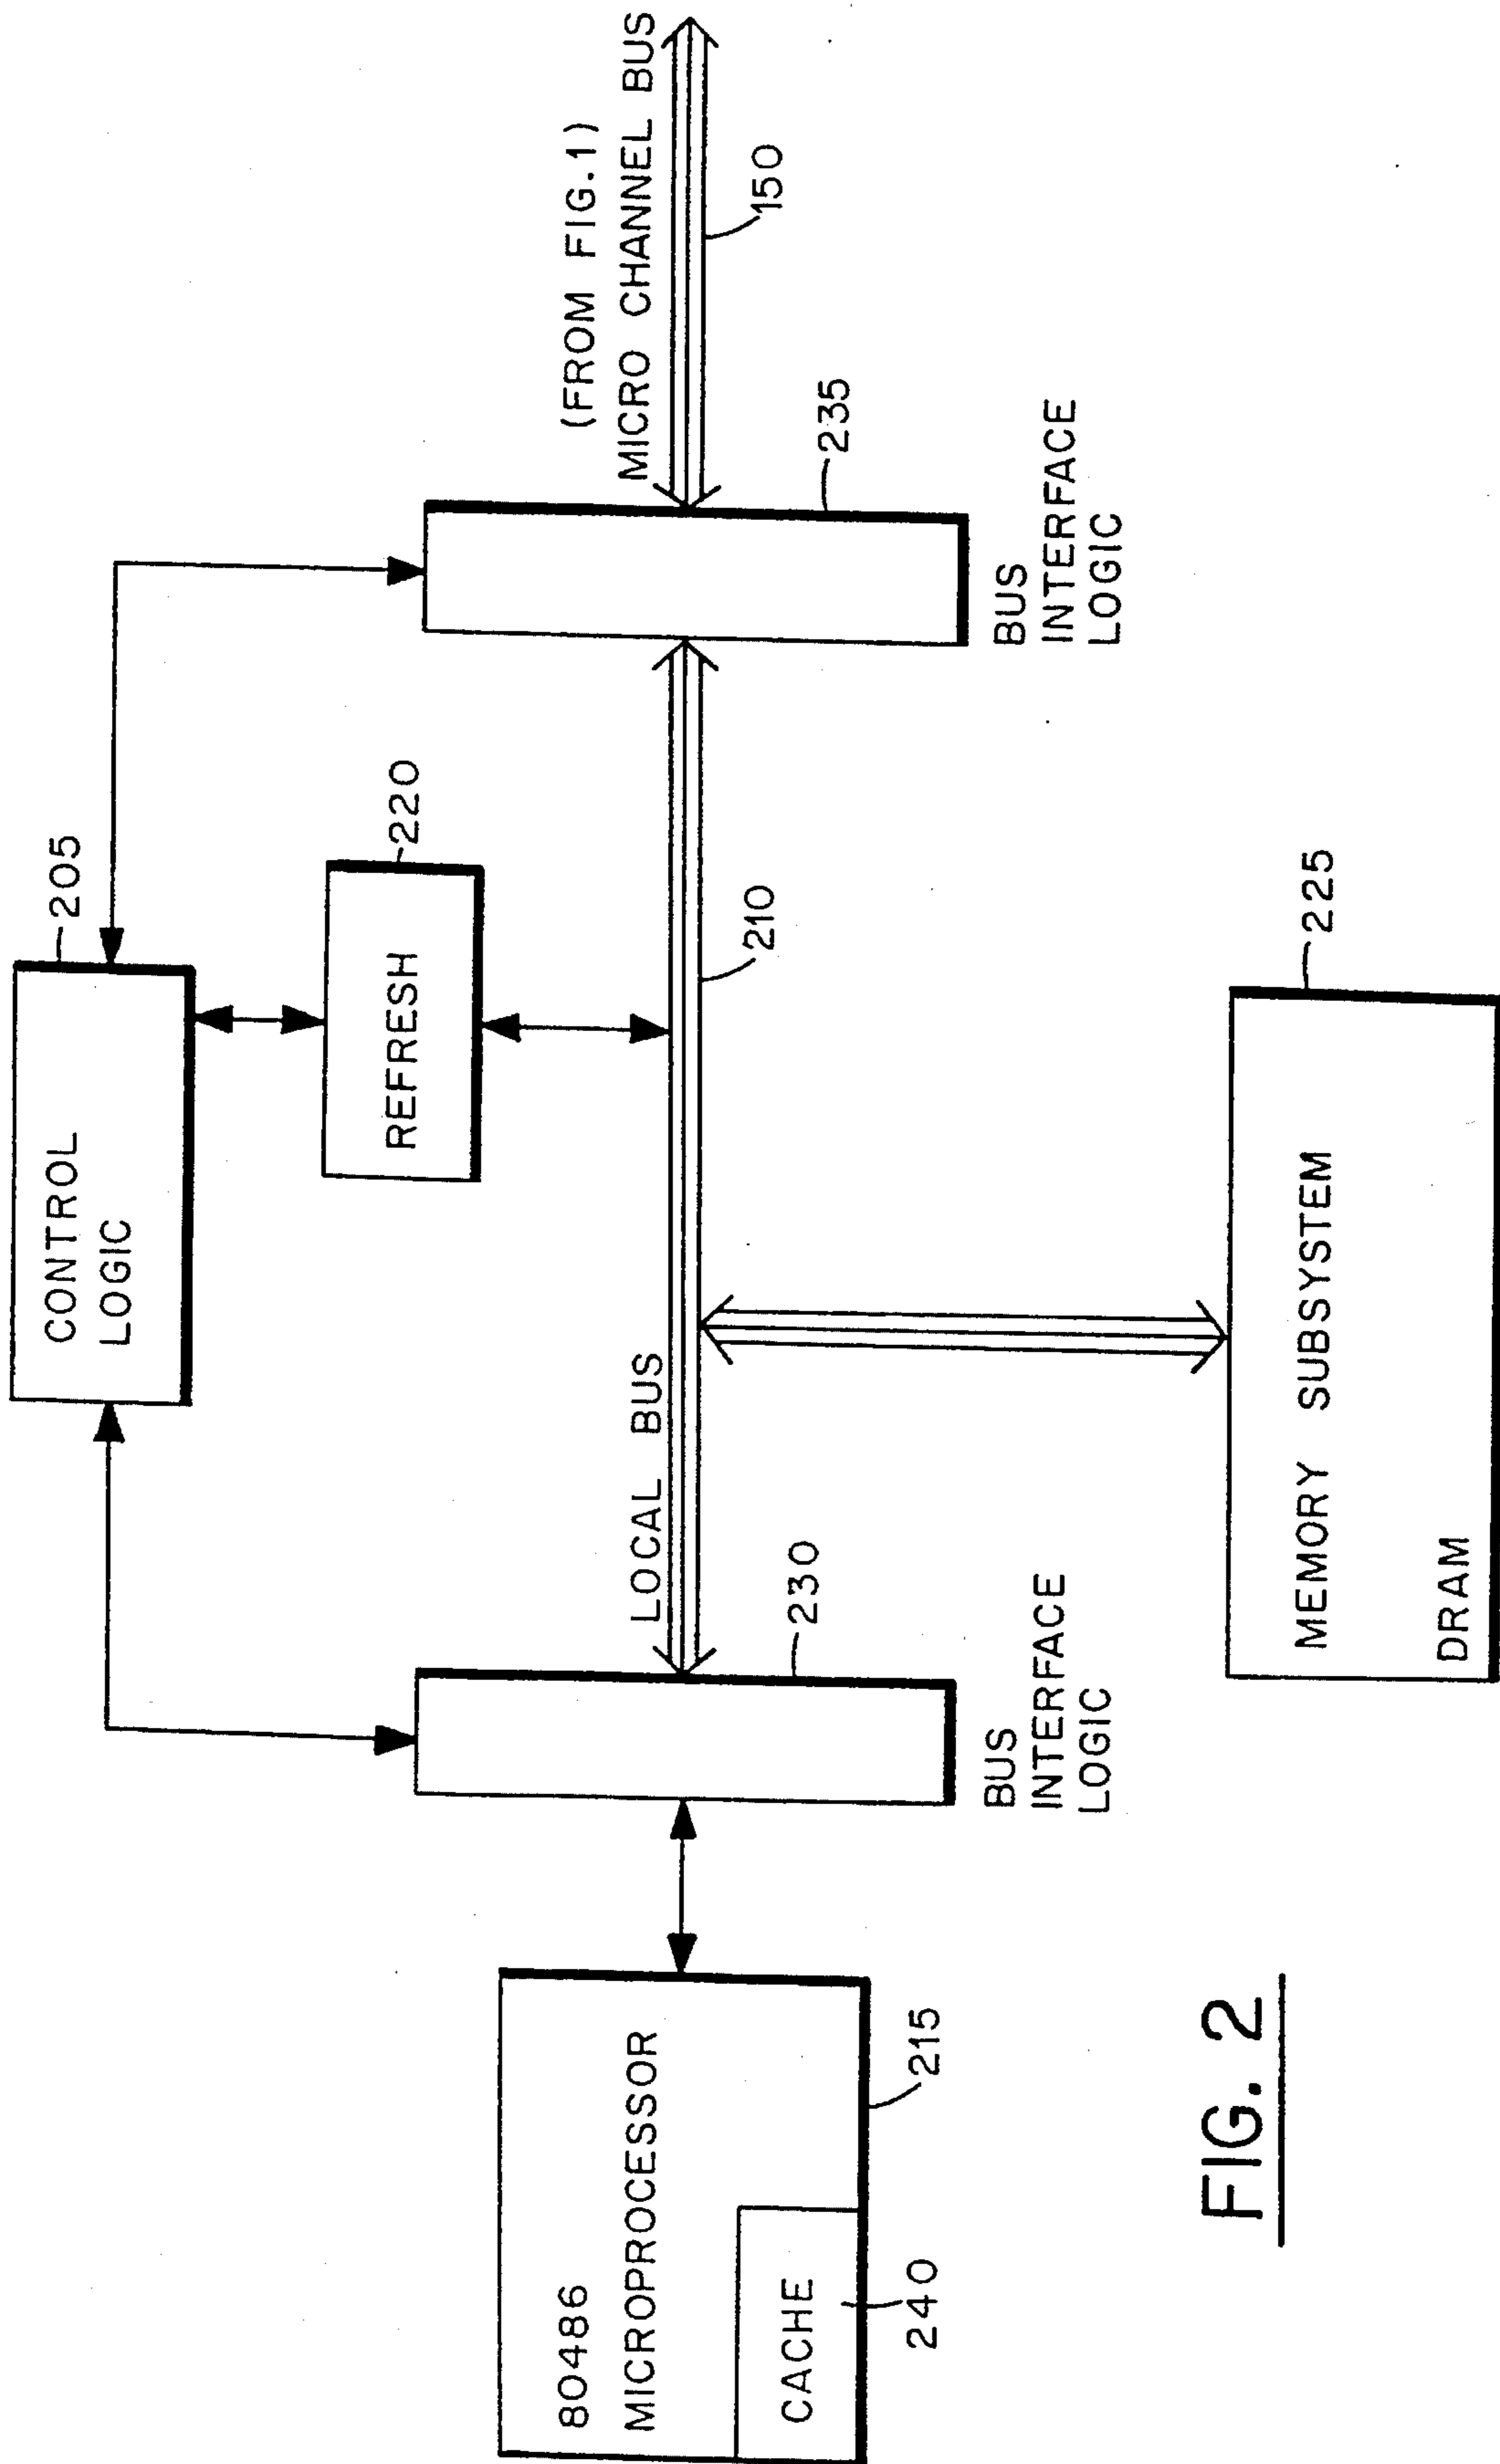 CONTROL
LOGIC
205
REFRESH
220
(FROM FIG.1)
MICRO CHANNEL BUS
150
LOCAL BUS
210
80486
MICROPROCESSOR
CACHE
240
215
230
BUS
INTERFACE
LOGIC
235
BUS
INTERFACE
LOGIC
225
MEMORY SUBSYSTEM
DRAM
FIG. 2